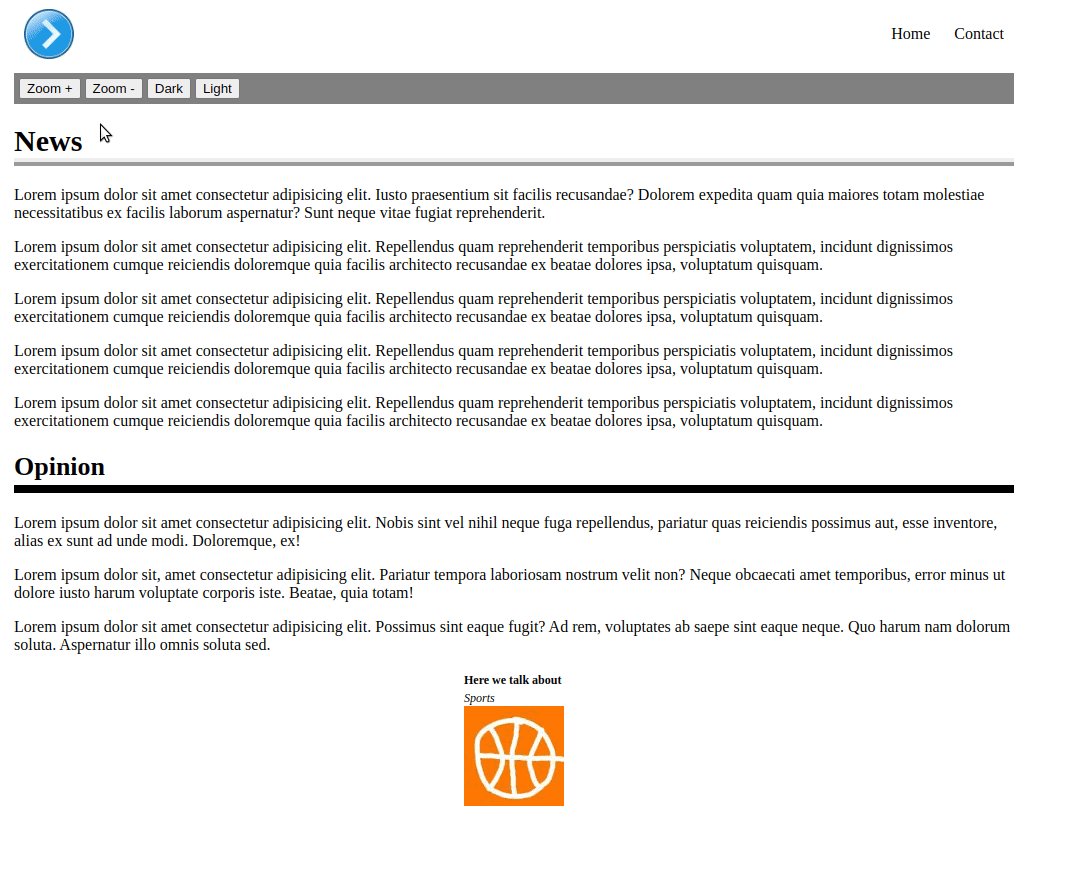 Home Contact
Zoom + Zoom - Dark Light
News
Lorem ipsum dolor sit amet consectetur adipisicing elit. Iusto praesentium sit facilis recusandae? Dolorem expedita quam quia maiores totam molestiae
necessitatibus ex facilis laborum aspernatur? Sunt neque vitae fugiat reprehenderit.
Lorem ipsum dolor sit amet consectetur adipisicing elit. Repellendus quam reprehenderit temporibus perspiciatis voluptatem, incidunt dignissimos
exercitationem cumque reiciendis doloremque quia facilis architecto recusandae ex beatae dolores ipsa, voluptatum quisquam.
Lorem ipsum dolor sit amet consectetur adipisicing elit. Repellendus quam reprehenderit temporibus perspiciatis voluptatem, incidunt dignissimos
exercitationem cumque reiciendis doloremque quia facilis architecto recusandae ex beatae dolores ipsa, voluptatum quisquam.
Lorem ipsum dolor sit amet consectetur adipisicing elit. Repellendus quam reprehenderit temporibus perspiciatis voluptatem, incidunt dignissimos
exercitationem cumque reiciendis doloremque quia facilis architecto recusandae ex beatae dolores ipsa, voluptatum quisquam.
Lorem ipsum dolor sit amet consectetur adipisicing elit. Repellendus quam reprehenderit temporibus perspiciatis voluptatem, incidunt dignissimos
exercitationem cumque reiciendis doloremque quia facilis architecto recusandae ex beatae dolores ipsa, voluptatum quisquam.
Opinion
Lorem ipsum dolor sit amet consectetur adipisicing elit. Nobis sint vel nihil neque fuga repellendus, pariatur quas reiciendis possimus aut, esse inventore,
alias ex sunt ad unde modi. Doloremque, ex!
Lorem ipsum dolor sit, amet consectetur adipisicing elit. Pariatur tempora laboriosam nostrum velit non? Neque obcaecati amet temporibus, error minus ut
dolore iusto harum voluptate corporis iste. Beatae, quia totam!
Lorem ipsum dolor sit amet consectetur adipisicing elit. Possimus sint eaque fugit? Ad rem, voluptates ab saepe sint eaque neque. Quo harum nam dolorum
soluta. Aspernatur illo omnis soluta sed.
Here we talk about
Sports